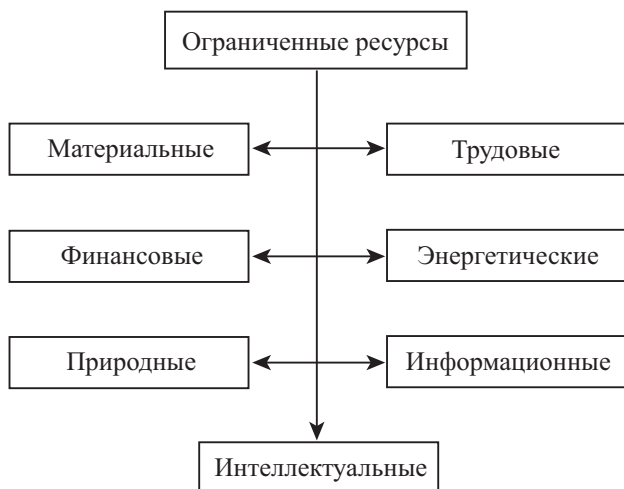 Ограниченные ресурсы
Материальные
Трудовые
Финансовые
Энергетические
Природные
Информационные
Интеллектуальные